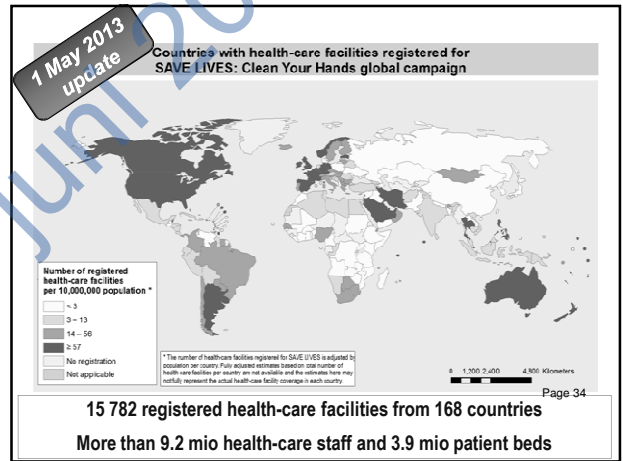 1 May 2013
update
Juni 20
Countries with health-care facilities registered for
SAVE LIVES: Clean Your Hands global campaign
Number of registered
health-care facilities
per 10,000,000 population *
< 3
3 – 13
14 – 56
≥ 57
No registration
Not applicable
* The number of healthcare facilities registered for SAVE LIVES is adjusted by
population per country. Fully adjusted estimates based on total number of
health care facilities per country are not available and the estimates here may
not fully represent the actual health-care facility coverage in each country.
0 1,200 2,400 4,800 Kilometers
Page 34
15 782 registered health-care facilities from 168 countries
More than 9.2 mio health-care staff and 3.9 mio patient beds